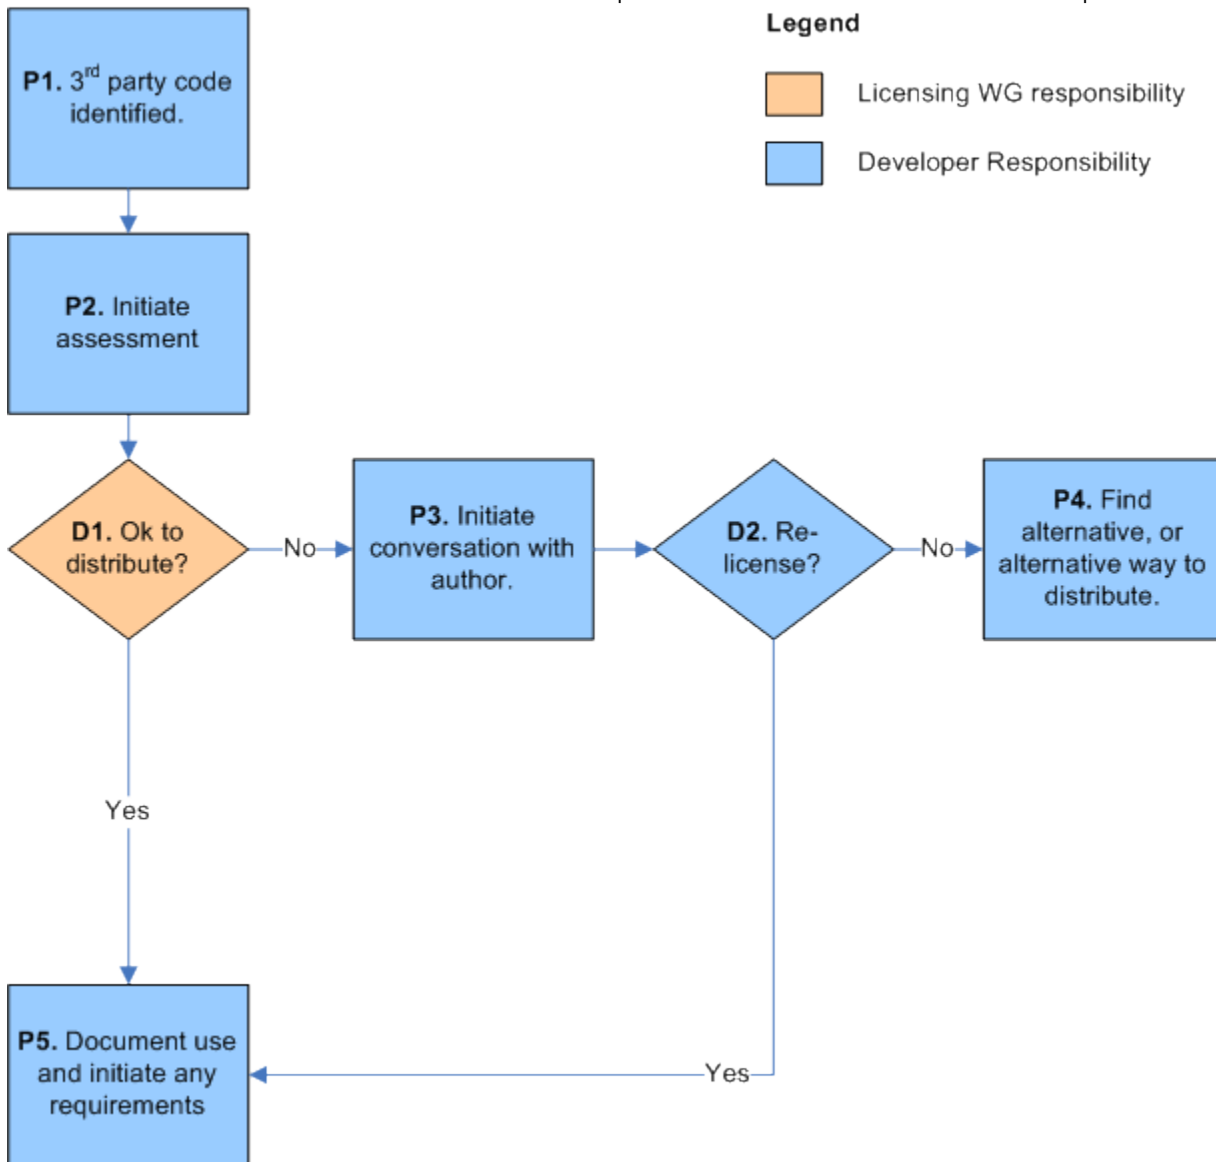 Legend
Licensing WG responsibility
Developer Responsibility
P1. 3rd party code
identified.
P2. Initiate
assessment
D1. Ok to
distribute?
No
P3. Initiate
conversation with
author.
D2. Re-
license?
No
P4. Find
alternative, or
alternative way to
distribute.
Yes
P5. Document use
and initiate any
requirements
Yes